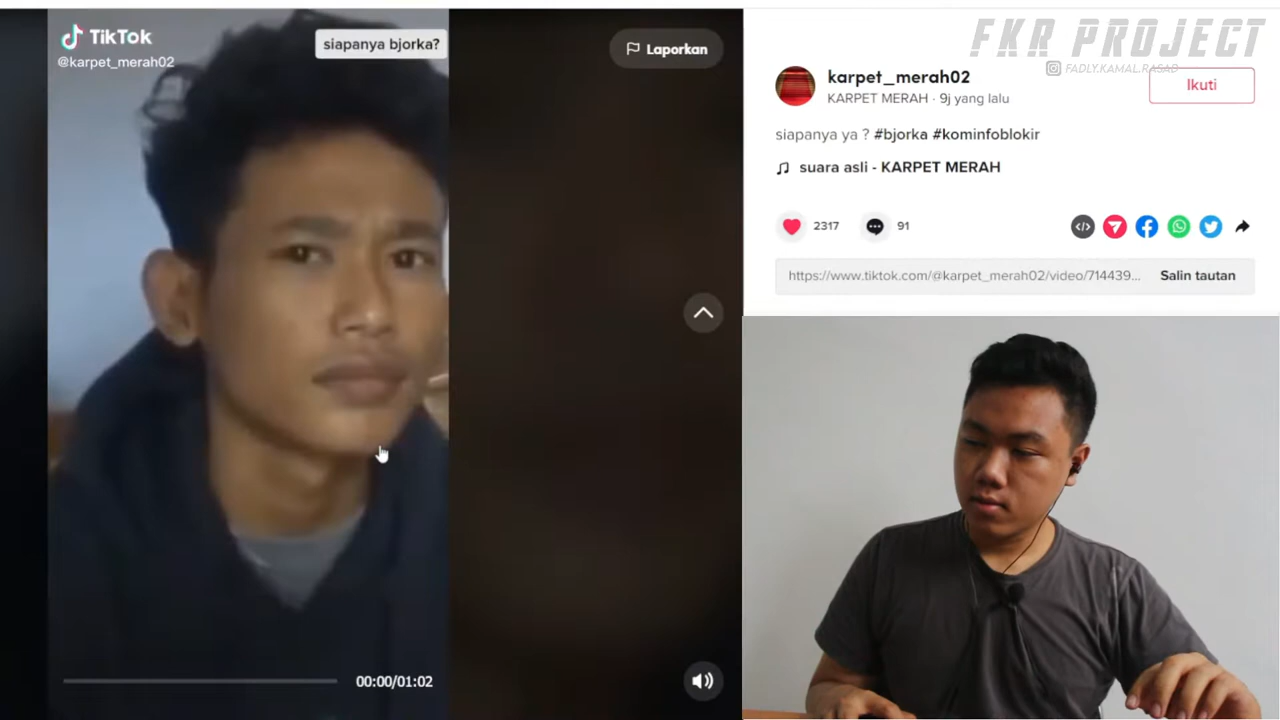 TikTok
@karpet_merah02
siapanya bjorka?
Laporkan
00:00/01:02
FKR PROJECT
FADLY.KAMAL.RASAD
karpet_merah02
KARPET MERAH · 9j yang lalu
Ikuti
siapanya ya ? #bjorka #kominfoblokir
suara asli - KARPET MERAH
2317
91
https://www.tiktok.com/@karpet_merah02/video/714439...
Salin tautan